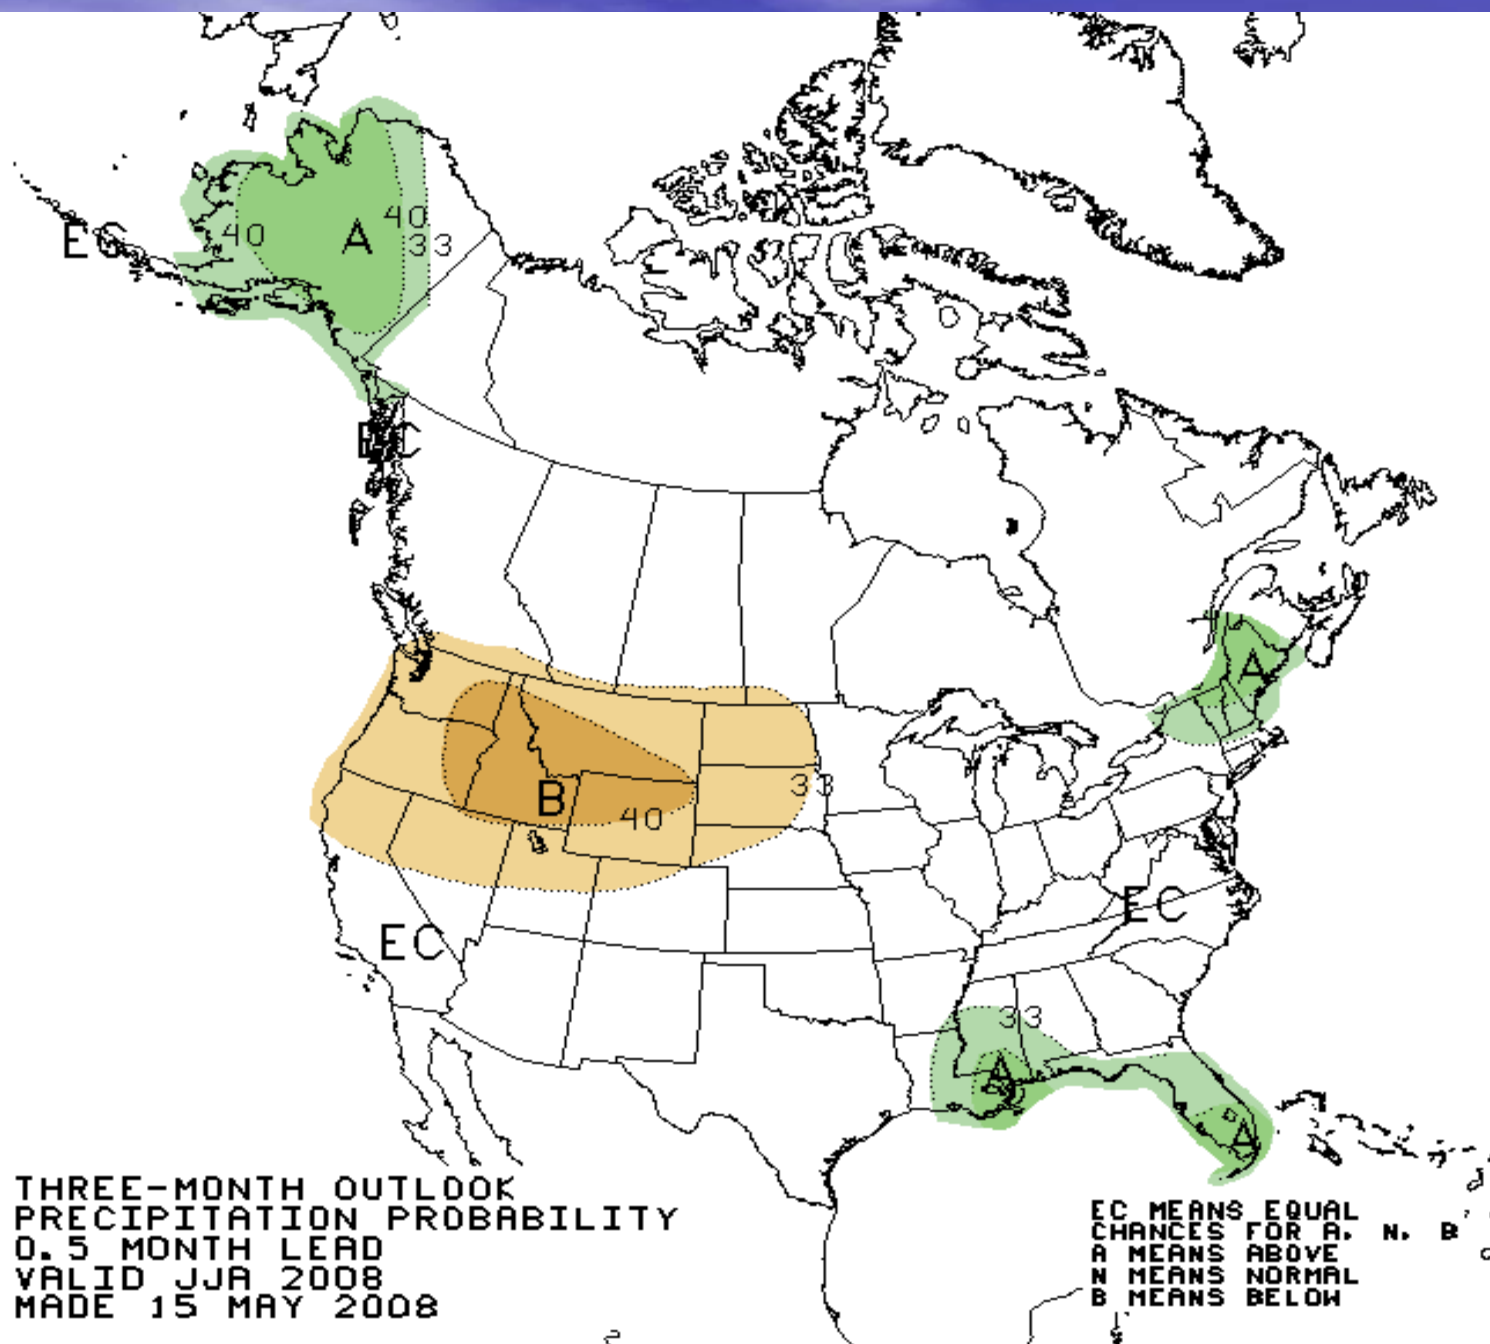 40
A
40
33
EC
EC
A
33
B
40
EC
EC
33
A
A
THREE-MONTH OUTLOOK
PRECIPITATION PROBABILITY
0.5 MONTH LEAD
VALID JJA 2008
MADE 15 MAY 2008
EC MEANS EQUAL
CHANCES FOR A, N, B
A MEANS ABOVE
N MEANS NORMAL
B MEANS BELOW